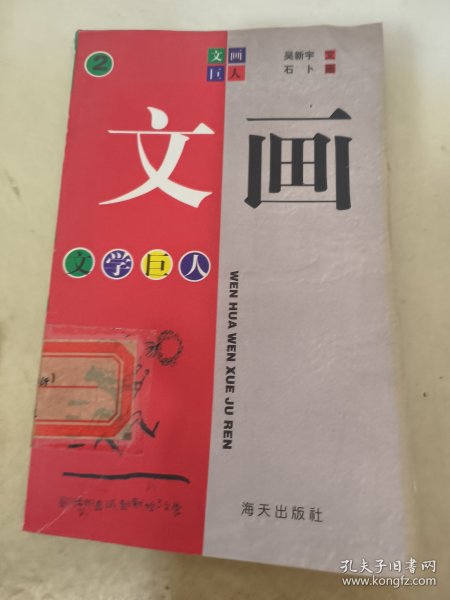 2
文画
巨人
吴新宇 文
石卜 画
文画
文学巨人
WEN HUA WEN XUE JU REN
海天出版社
孔夫子旧书网
www.kongfz.com